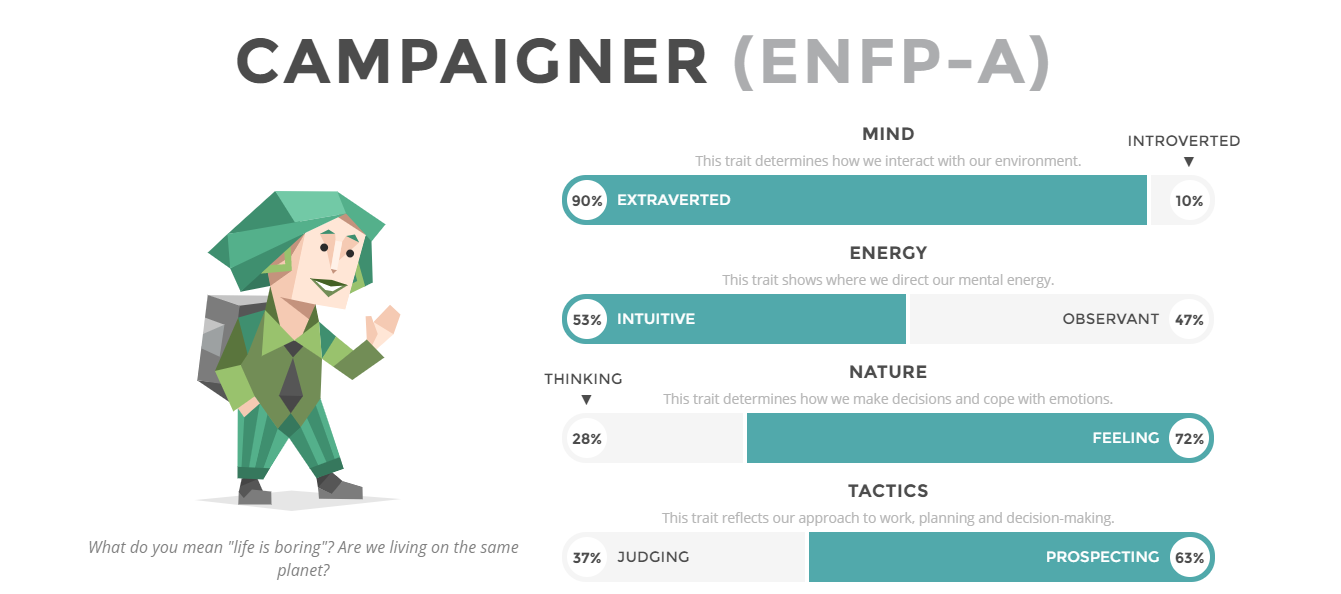 CAMPAIGNER (ENFP-A)
MIND
INTROVERTED
This trait determines how we interact with our environment.
90% EXTRAVERTED 10%
ENERGY
This trait shows where we direct our mental energy.
53% INTUITIVE OBSERVANT 47%
NATURE
THINKING
This trait determines how we make decisions and cope with emotions.
28% FEELING 72%
TACTICS
This trait reflects our approach to work, planning and decision-making.
37% JUDGING PROSPECTING 63%
What do you mean "life is boring"? Are we living on the same
planet?